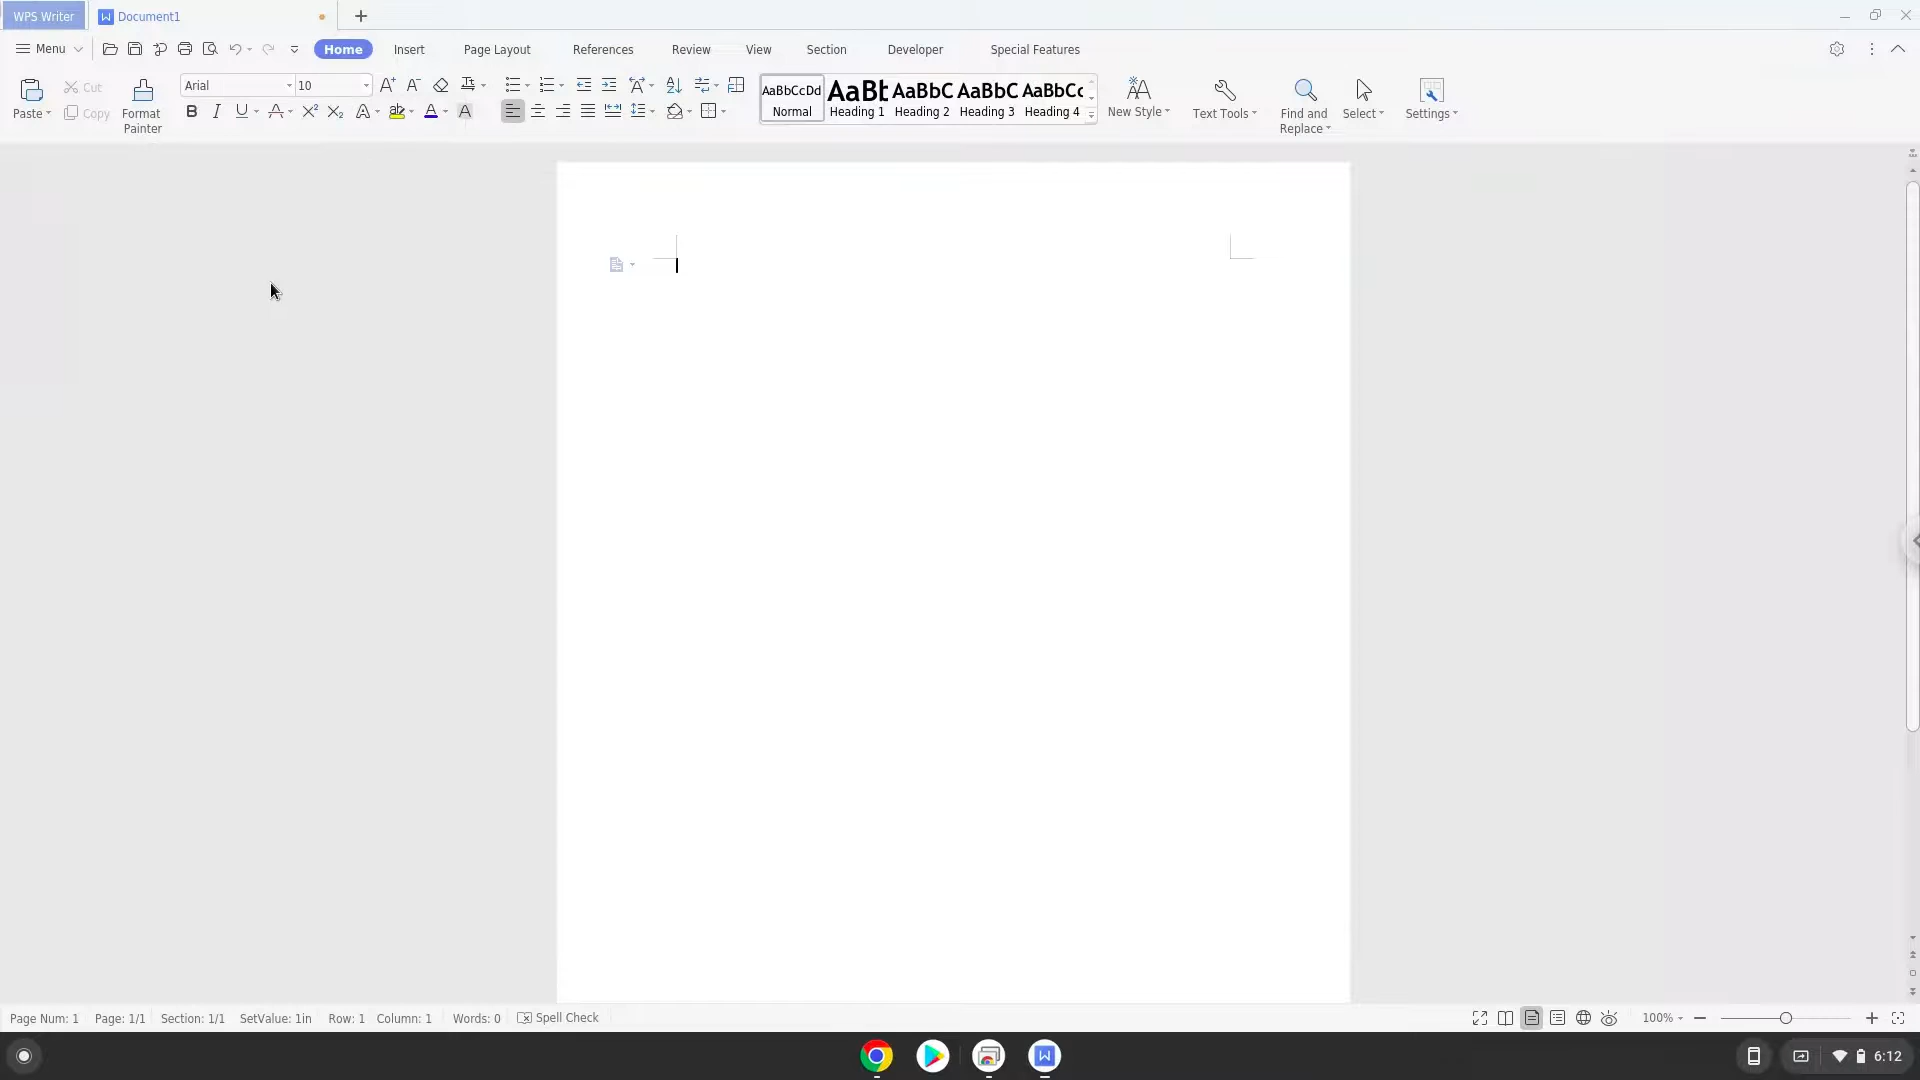 WPS Writer Document1
Menu Home Insert Page Layout References Review View Section Developer Special Features
Paste Cut Copy Format Painter Arial 10 AaBbCcDd Normal AaBt Heading 1 AaBbC Heading 2 AaBbC Heading 3 AaBbCc Heading 4 New Style Text Tools Find and Replace Select Settings
Page Num: 1 Page: 1/1 Section: 1/1 SetValue: 1in Row: 1 Column: 1 Words: 0 Spell Check 100%
6:12